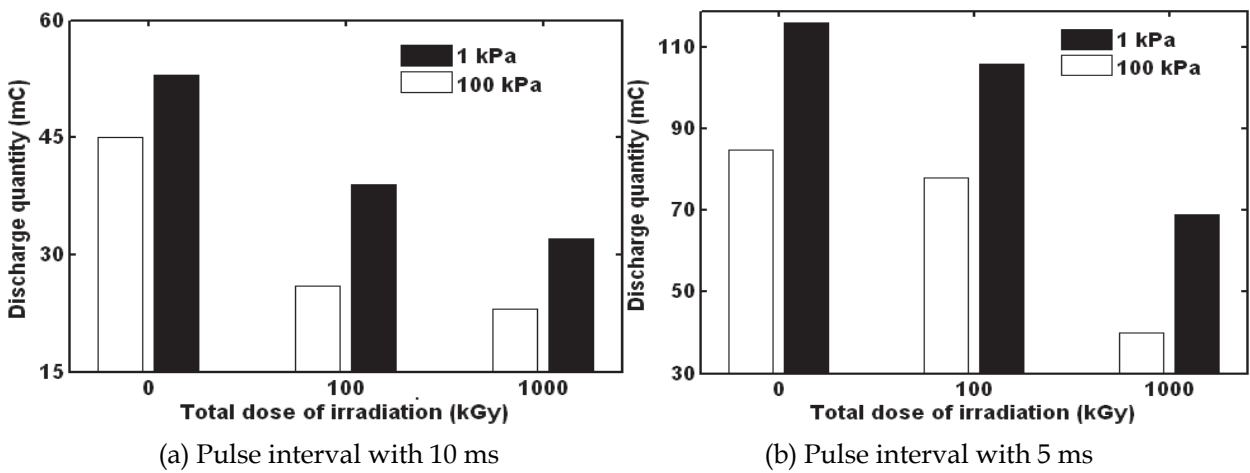 60
45
30
15
Discharge quantity (mC)
1 kPa
100 kPa
0
100
1000
Total dose of irradiation (kGy)
(a) Pulse interval with 10 ms
110
90
70
50
30
Discharge quantity (mC)
1 kPa
100 kPa
0
100
1000
Total dose of irradiation (kGy)
(b) Pulse interval with 5 ms